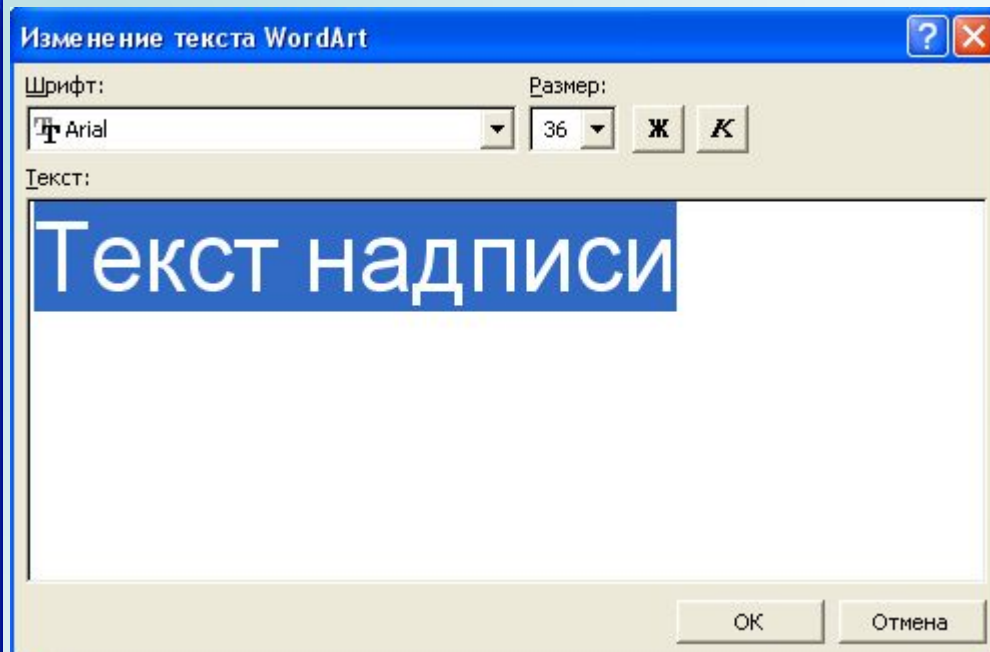 Изменение текста WordArt
Шрифт: Размер:
Arial 36 Ж К
Текст:
Текст надписи
ОК Отмена